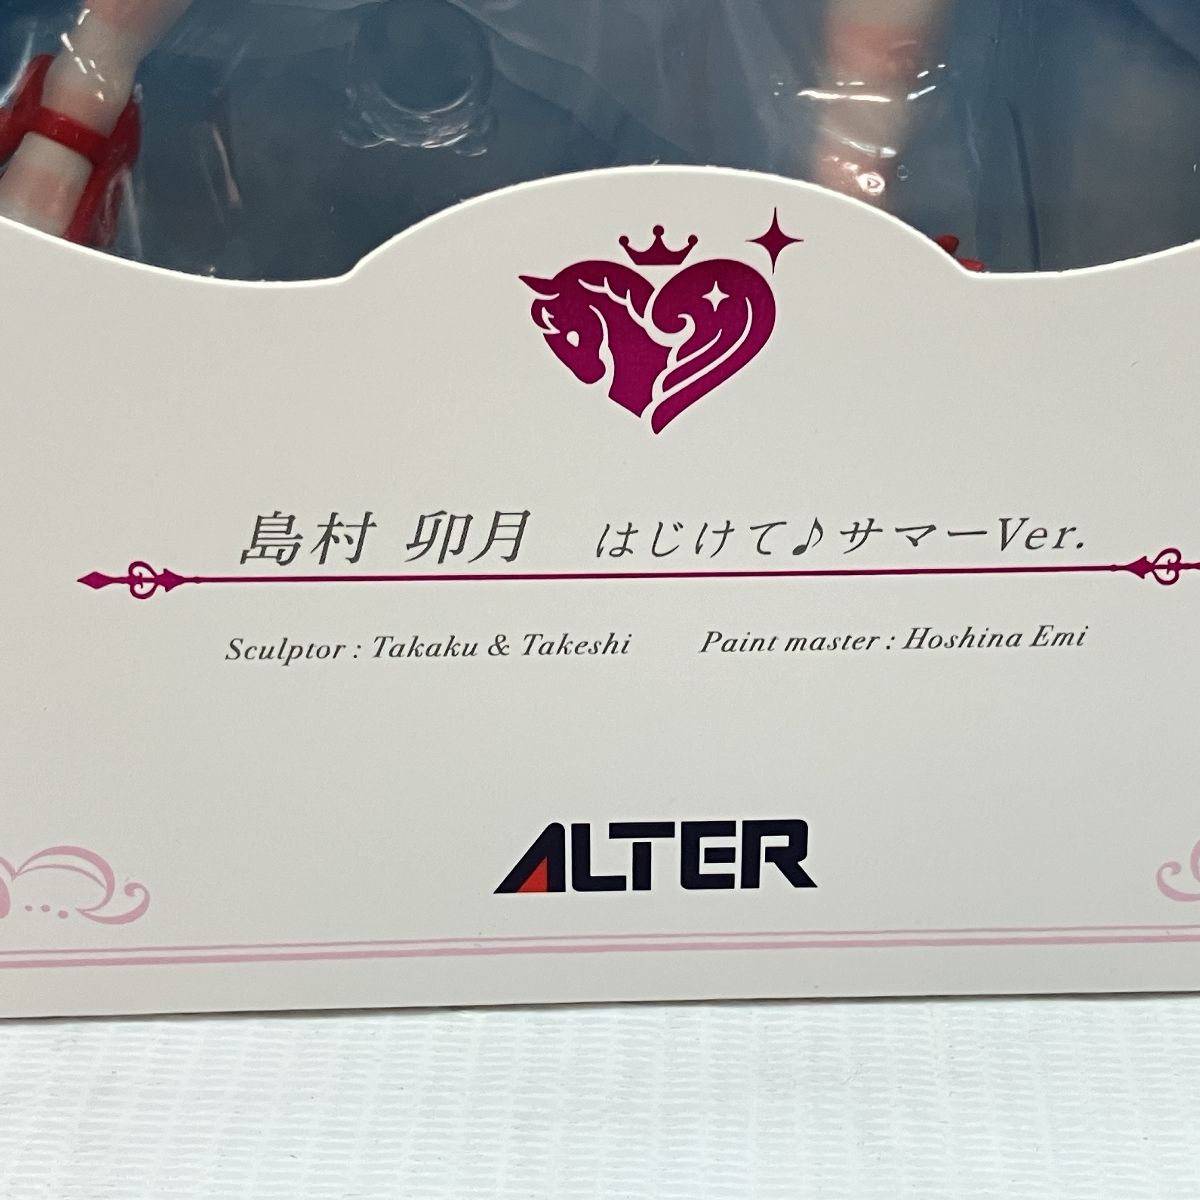 島村 卯月　はじけて♪サマーVer.
Sculptor : Takaku & Takeshi　Paint master : Hoshina Emi
ALTER